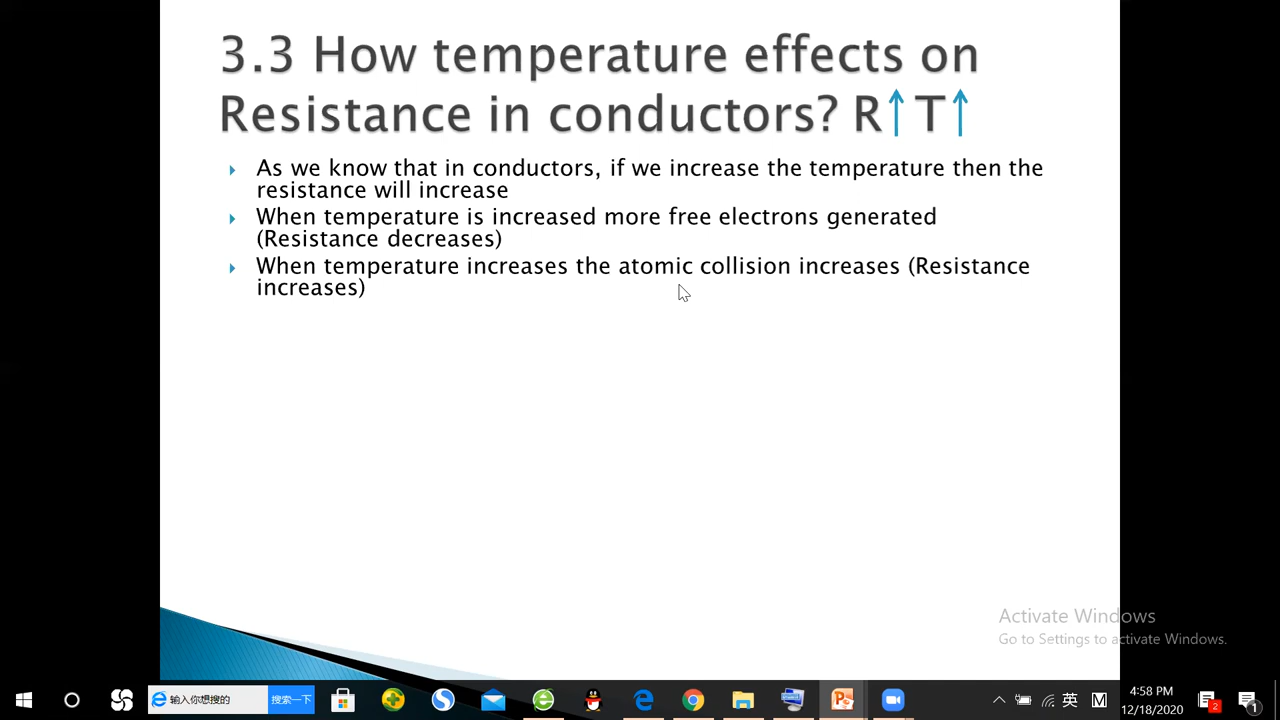 3.3 How temperature effects on
Resistance in conductors? R↑ T↑
As we know that in conductors, if we increase the temperature then the
resistance will increase
When temperature is increased more free electrons generated
(Resistance decreases)
When temperature increases the atomic collision increases (Resistance
increases)
Activate Windows
Go to Settings to activate Windows.
输入你想搜的
搜索一下
英
M
4:58 PM
12/18/2020
2
1